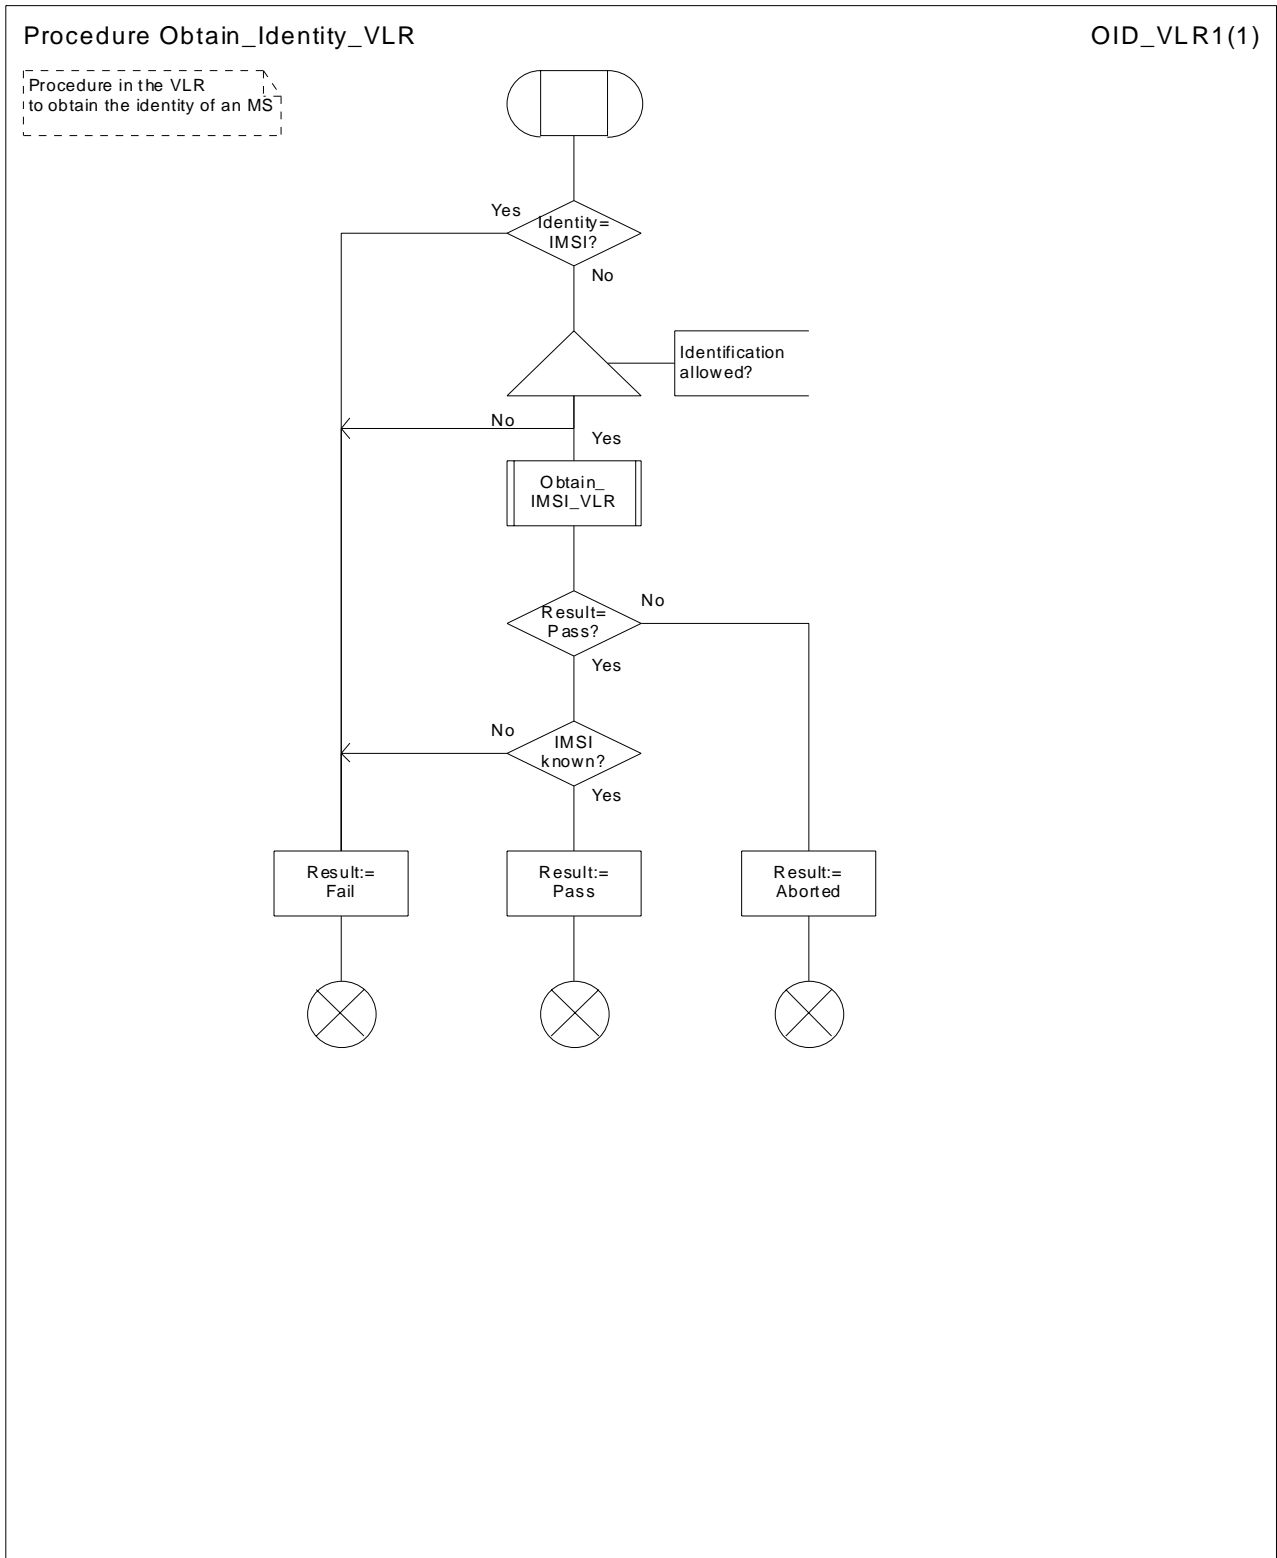 Procedure Obtain_Identity_VLR
OID_VLR1(1)
Procedure in the VLR
to obtain the identity of an MS
Yes
Identity=
IMSI?
No
Identification
allowed?
No
Yes
Obtain_
IMSI_VLR
Result=
Pass?
No
Yes
No
IMSI
known?
Yes
Result:=
Fail
Result:=
Pass
Result:=
Aborted